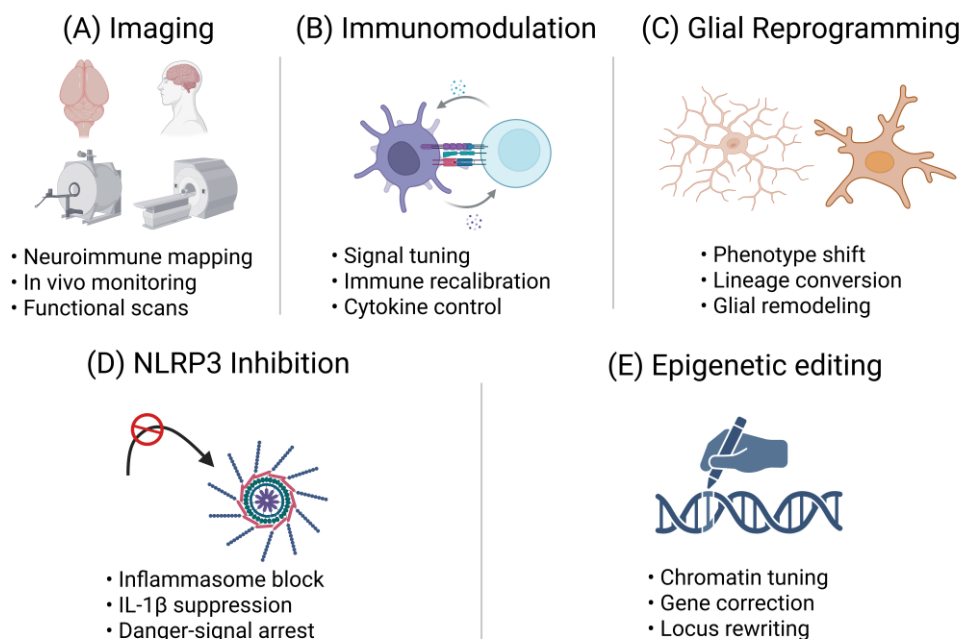 (A) Imaging
• Neuroimmune mapping
• In vivo monitoring
• Functional scans
(B) Immunomodulation
• Signal tuning
• Immune recalibration
• Cytokine control
(C) Glial Reprogramming
• Phenotype shift
• Lineage conversion
• Glial remodeling
(D) NLRP3 Inhibition
• Inflammasome block
• IL-1β suppression
• Danger-signal arrest
(E) Epigenetic editing
• Chromatin tuning
• Gene correction
• Locus rewriting